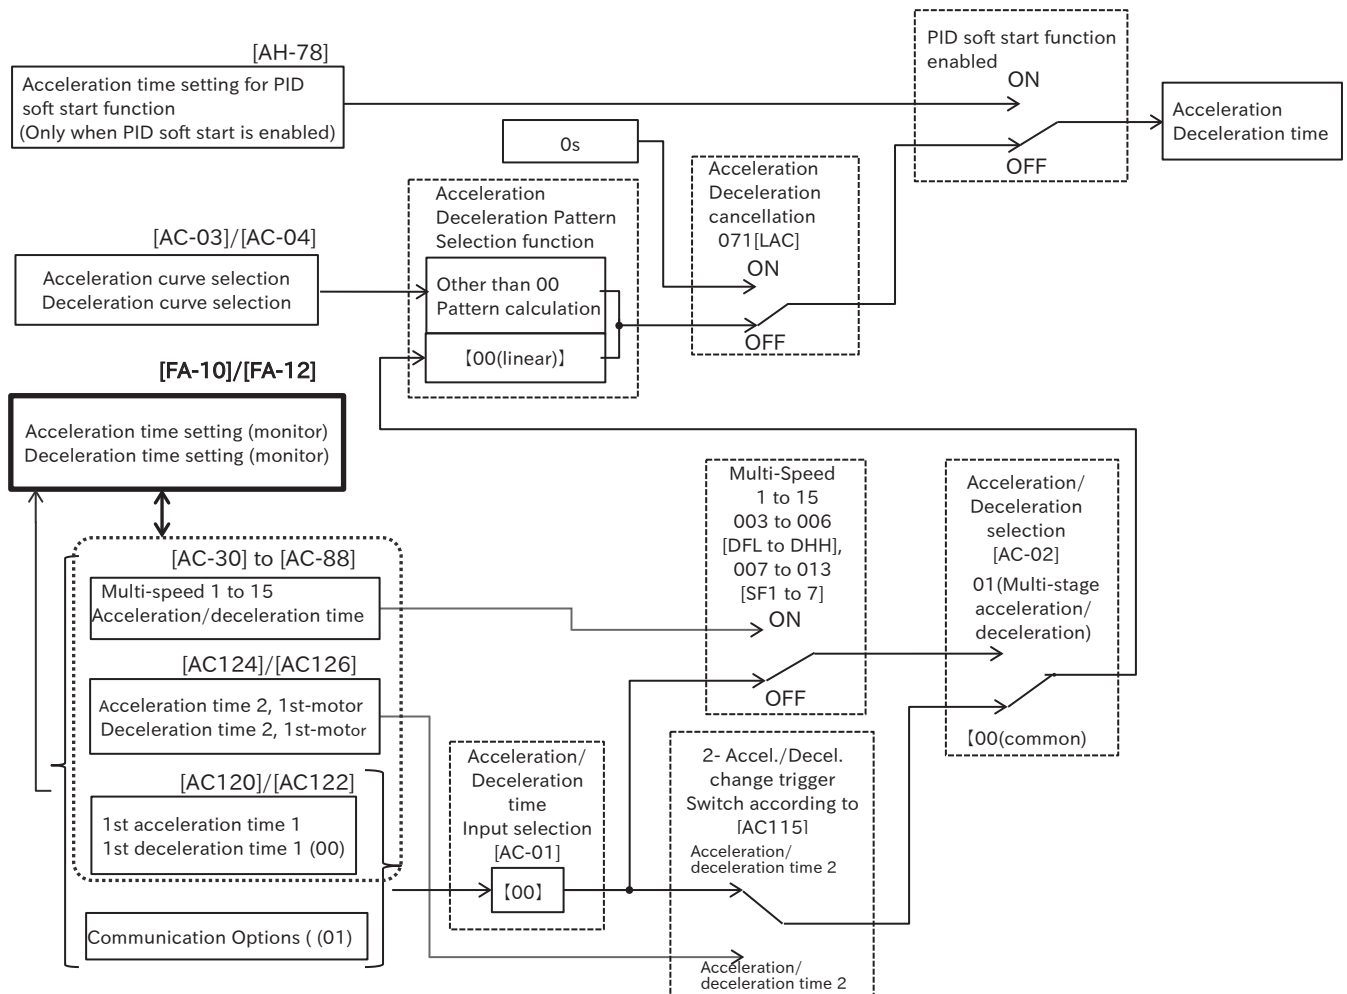 [AH-78]
Acceleration time setting for PID
soft start function
(Only when PID soft start is enabled)
PID soft start function
enabled
ON
OFF
Acceleration
Deceleration time
0s
Acceleration
Deceleration
cancellation
071[LAC]
ON
OFF
Acceleration
Deceleration Pattern
Selection function
Other than 00
Pattern calculation
【00(linear)】
[AC-03]/[AC-04]
Acceleration curve selection
Deceleration curve selection
[FA-10]/[FA-12]
Acceleration time setting (monitor)
Deceleration time setting (monitor)
[AC-30] to [AC-88]
Multi-speed 1 to 15
Acceleration/deceleration time
[AC124]/[AC126]
Acceleration time 2, 1st-motor
Deceleration time 2, 1st-motor
[AC120]/[AC122]
1st acceleration time 1
1st deceleration time 1 (00)
Communication Options ( (01)
Acceleration/
Deceleration
time
Input selection
[AC-01]
【00】
Multi-Speed
1 to 15
003 to 006
[DFL to DHH],
007 to 013
[SF1 to 7]
ON
OFF
2- Accel./Decel.
change trigger
Switch according to
[AC115]
Acceleration/
deceleration time 2
Acceleration/
deceleration time 2
Acceleration/
Deceleration
selection
[AC-02]
01(Multi-stage
acceleration/
deceleration)
【00(common)